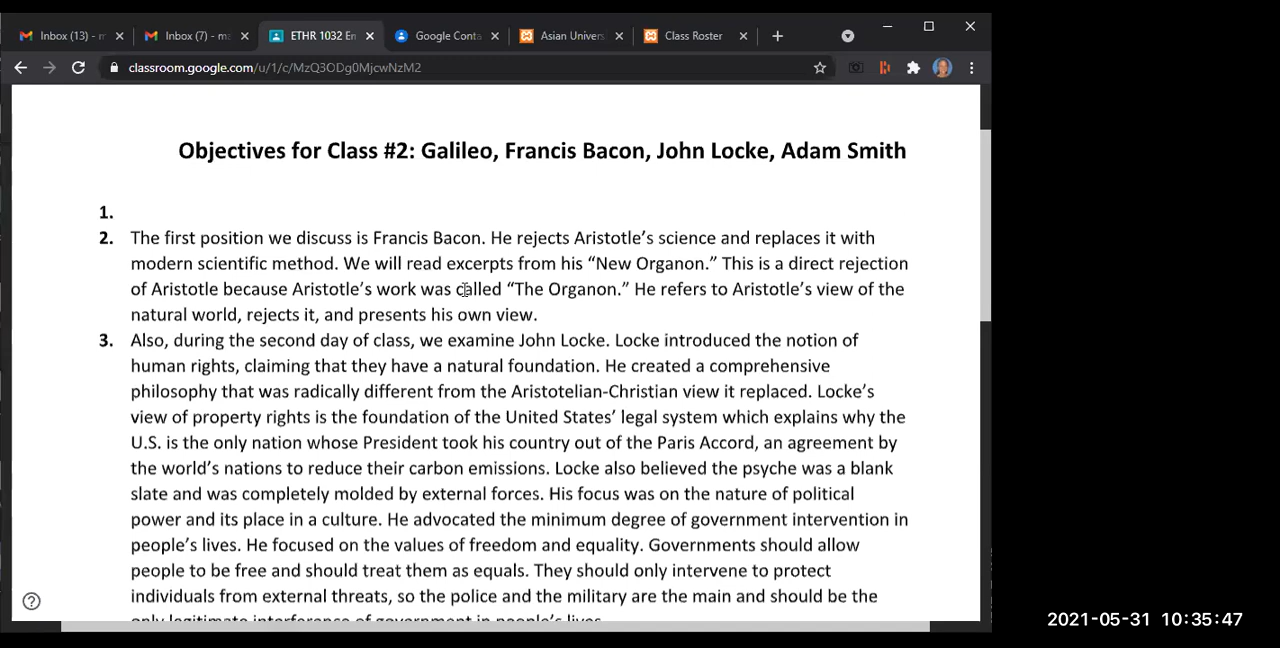 Inbox (13) - m
Inbox (7) - ma
ETHR 1032 En
Google Conta
Asian Univers
Class Roster
classroom.google.com/u/1/c/MzQ3ODg0MjcwNzM2
Objectives for Class #2: Galileo, Francis Bacon, John Locke, Adam Smith
1.
2. The first position we discuss is Francis Bacon. He rejects Aristotle’s science and replaces it with
modern scientific method. We will read excerpts from his “New Organon.” This is a direct rejection
of Aristotle because Aristotle’s work was called “The Organon.” He refers to Aristotle’s view of the
natural world, rejects it, and presents his own view.
3. Also, during the second day of class, we examine John Locke. Locke introduced the notion of
human rights, claiming that they have a natural foundation. He created a comprehensive
philosophy that was radically different from the Aristotelian-Christian view it replaced. Locke’s
view of property rights is the foundation of the United States’ legal system which explains why the
U.S. is the only nation whose President took his country out of the Paris Accord, an agreement by
the world’s nations to reduce their carbon emissions. Locke also believed the psyche was a blank
slate and was completely molded by external forces. His focus was on the nature of political
power and its place in a culture. He advocated the minimum degree of government intervention in
people’s lives. He focused on the values of freedom and equality. Governments should allow
people to be free and should treat them as equals. They should only intervene to protect
individuals from external threats, so the police and the military are the main and should be the
only legitimate interference of government in people’s lives.
2021-05-31 10:35:47